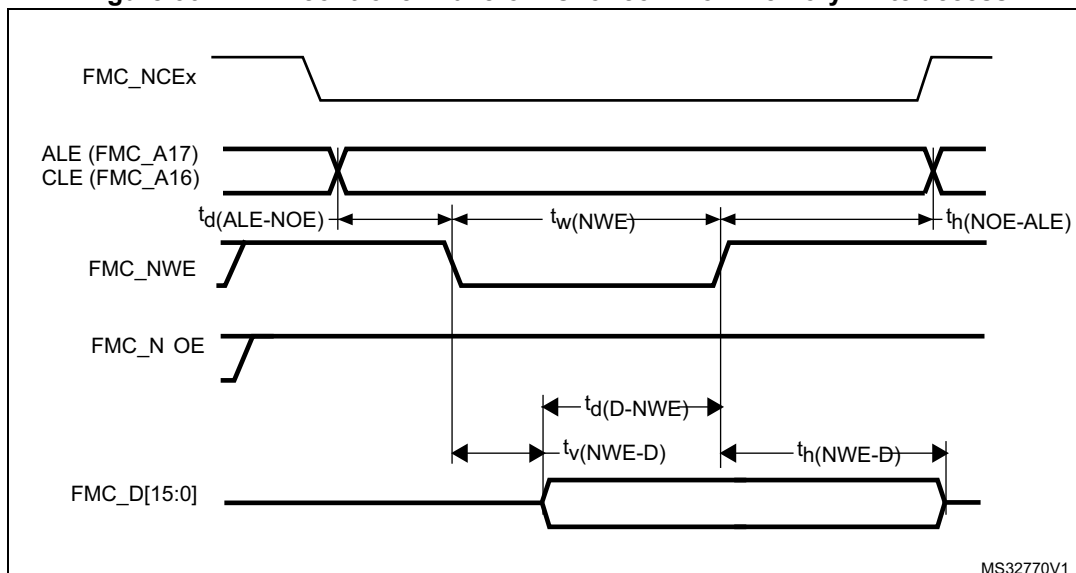 FMC_NCEx
ALE (FMC_A17)
CLE (FMC_A16)
td(ALE-NOE)
tw(NWE)
th(NOE-ALE)
FMC_NWE
FMC_N OE
td(D-NWE)
tv(NWE-D)
th(NWE-D)
FMC_D[15:0]
MS32770V1